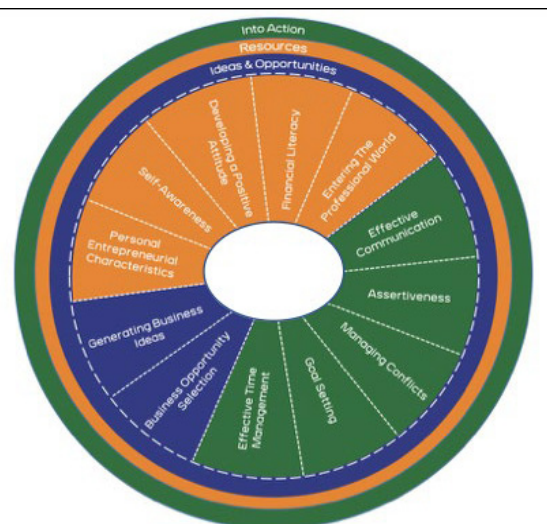 Into Action
Resources
Ideas & Opportunities
Developing a Positive
Attitude
Financial Literacy
Entering The
Professional World
Effective
Communication
Assertiveness
Managing Conflicts
Goal Setting
Effective Time
Management
Business Opportunity
Selection
Generating Business
Ideas
Personal
Entrepreneurial
Characteristics
Self-Awareness